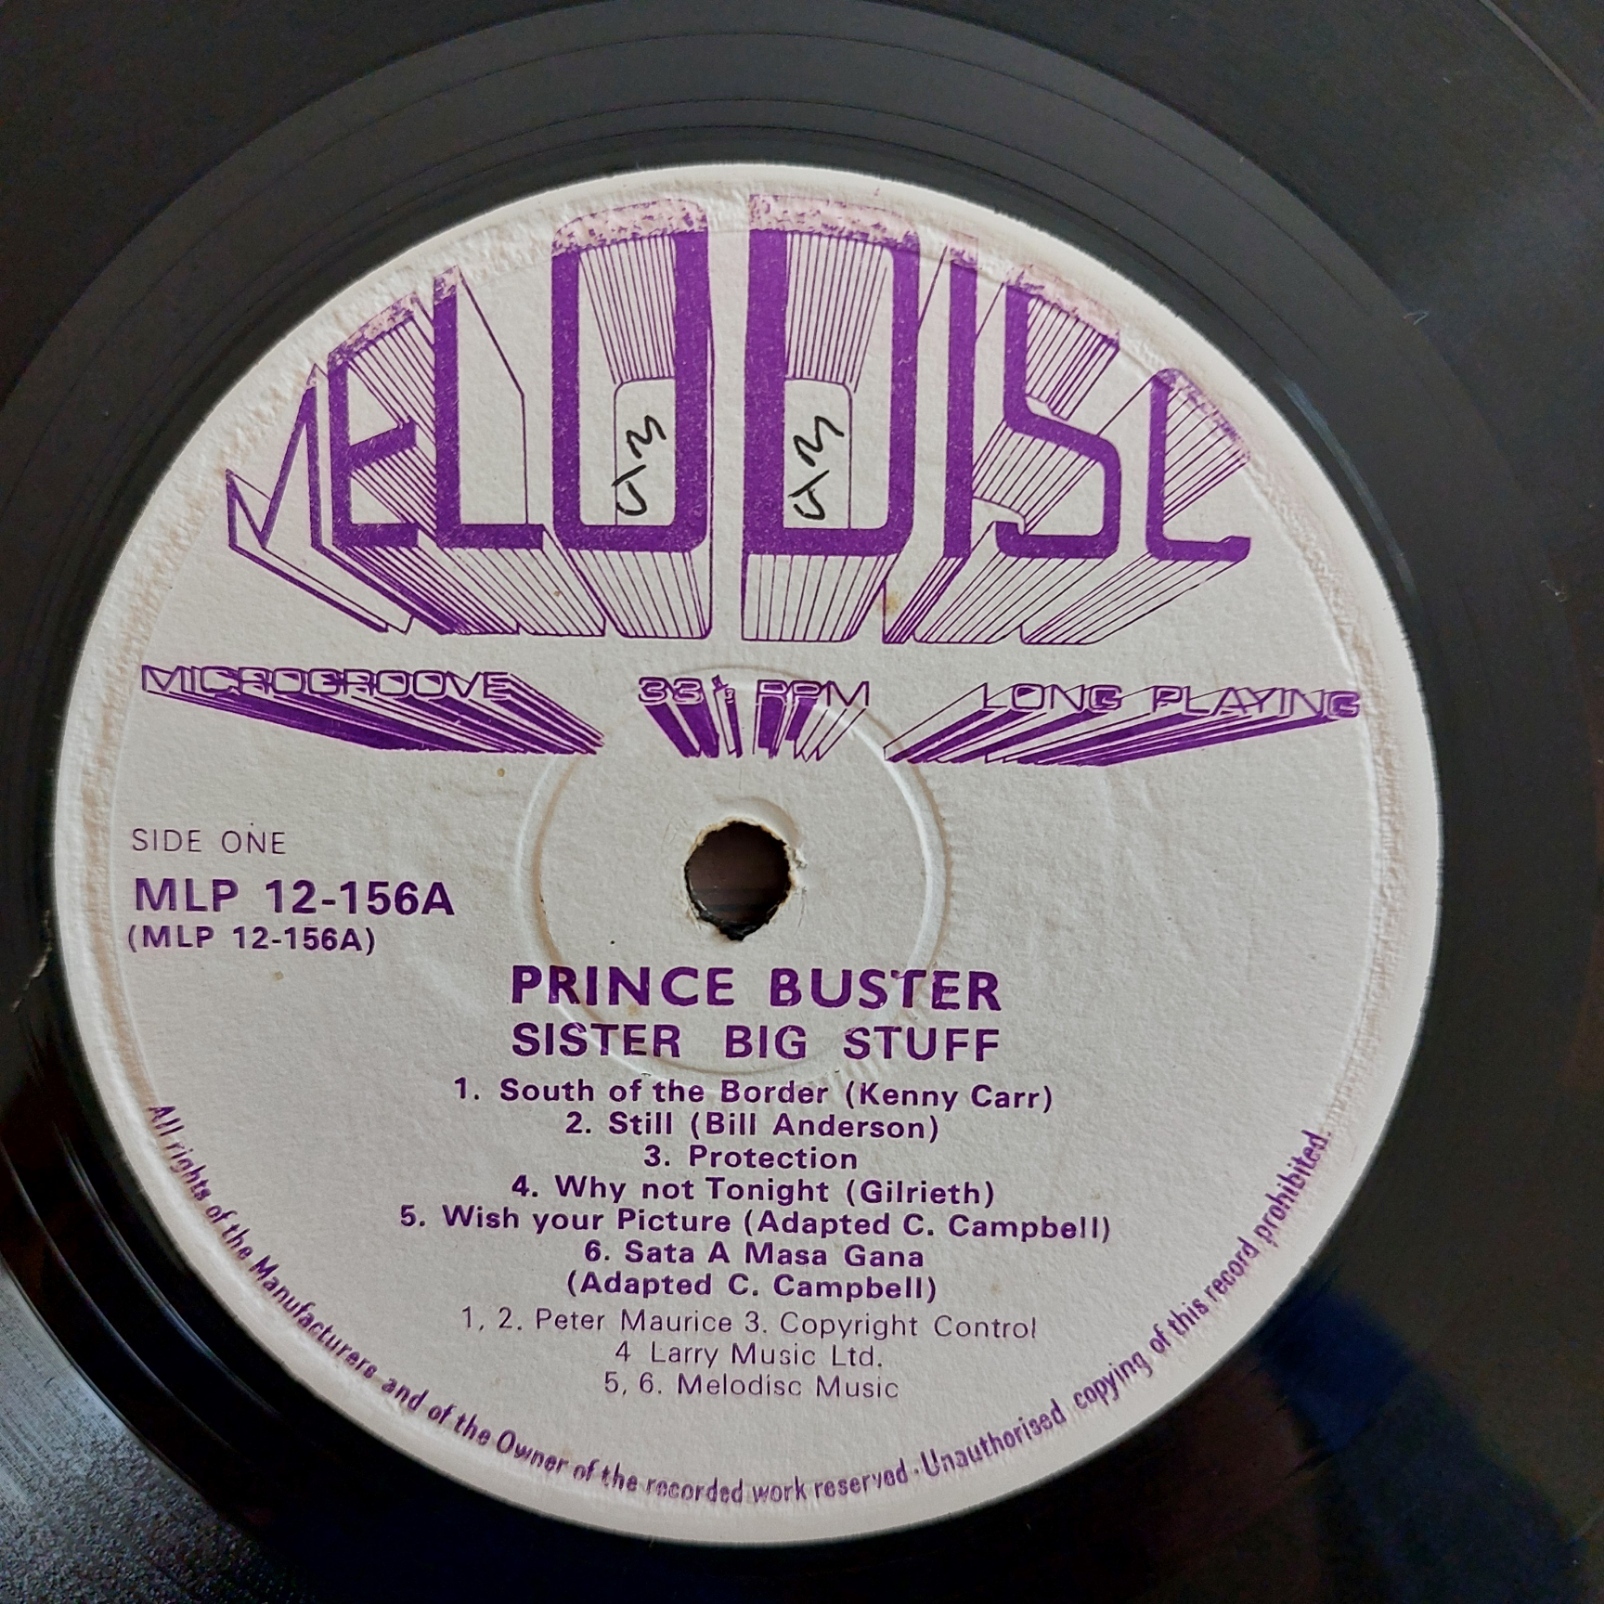 MELODISC
MICROGROOVE 33⅓ RPM LONG PLAYING
SIDE ONE
MLP 12-156A
(MLP 12-156A)
PRINCE BUSTER
SISTER BIG STUFF
1. South of the Border (Kenny Carr)
2. Still (Bill Anderson)
3. Protection
4. Why not Tonight (Gilrieth)
5. Wish your Picture (Adapted C. Campbell)
6. Sata A Masa Gana
(Adapted C. Campbell)
1, 2. Peter Maurice 3. Copyright Control
4 Larry Music Ltd.
5, 6. Melodisc Music
All rights of the Manufacturers and of the Owner of the recorded work reserved · Unauthorised copying of this record prohibited.